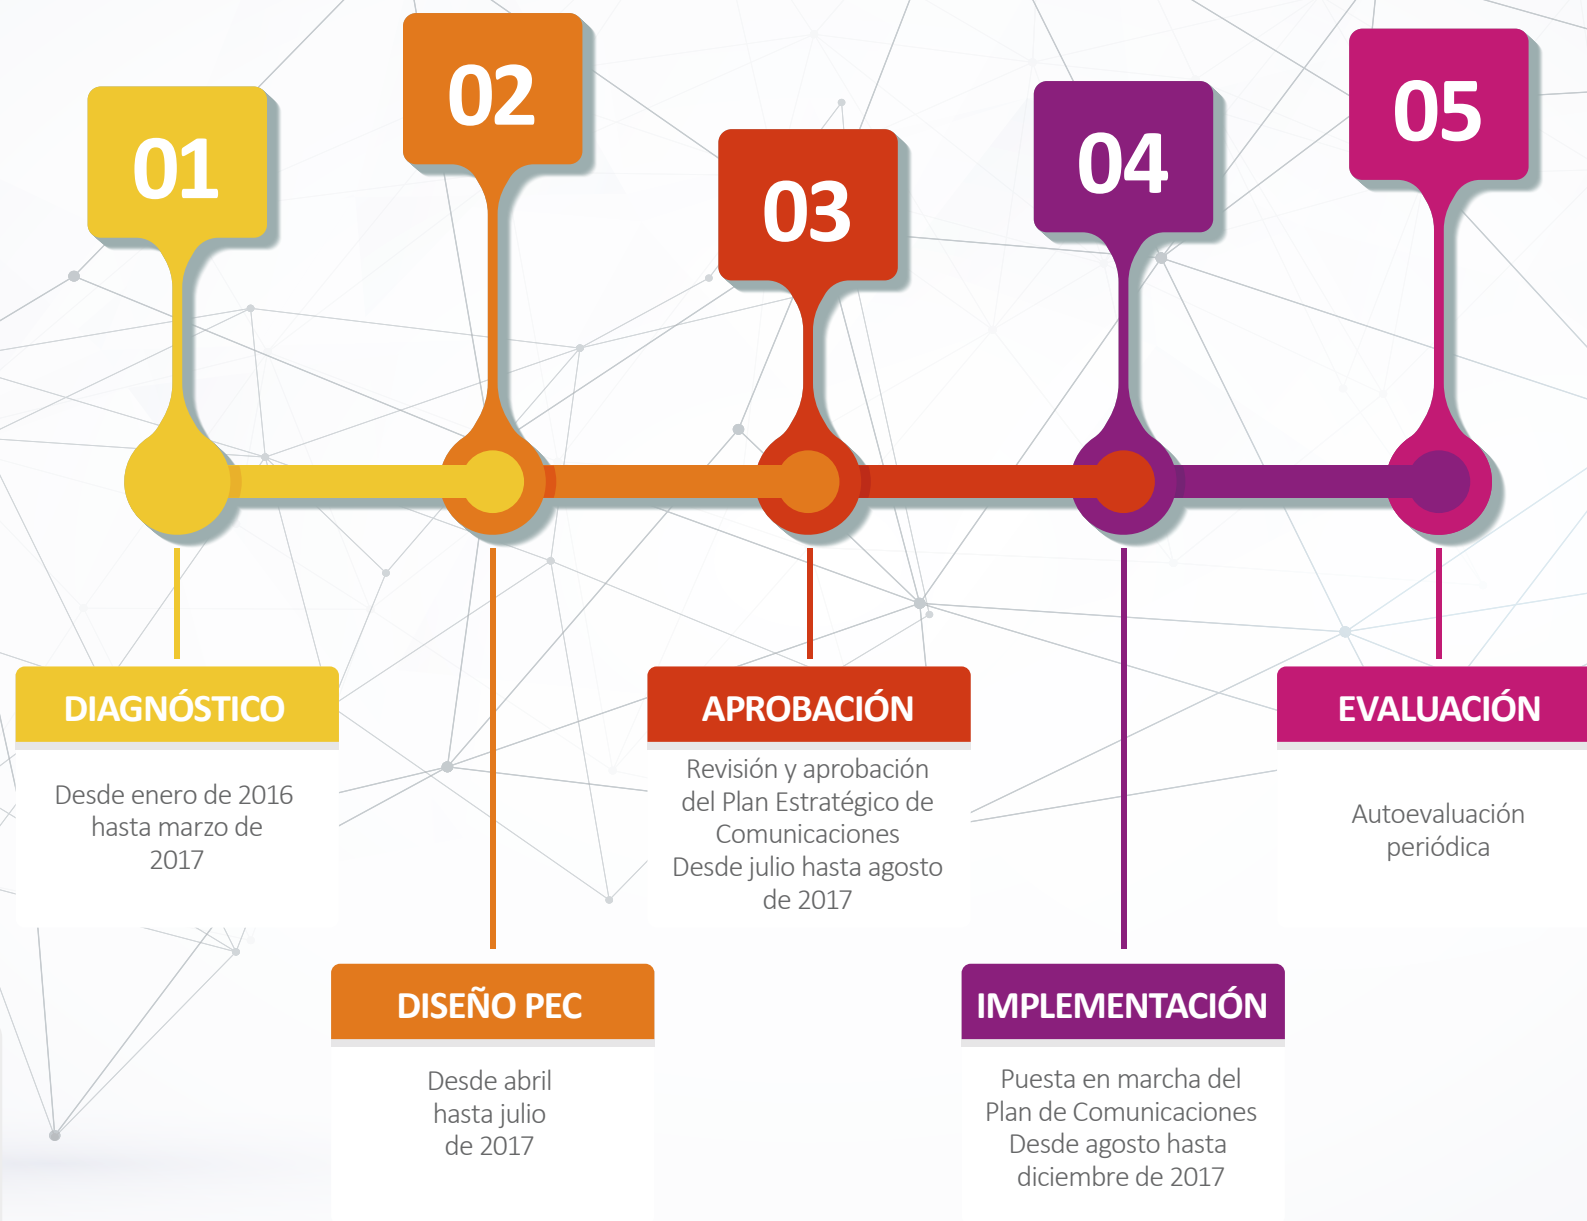 01
02
03
04
05
DIAGNÓSTICO
Desde enero de 2016
hasta marzo de
2017
DISEÑO PEC
Desde abril
hasta julio
de 2017
APROBACIÓN
Revisión y aprobación
del Plan Estratégico de
Comunicaciones
Desde julio hasta agosto
de 2017
IMPLEMENTACIÓN
Puesta en marcha del
Plan de Comunicaciones
Desde agosto hasta
diciembre de 2017
EVALUACIÓN
Autoevaluación
periódica